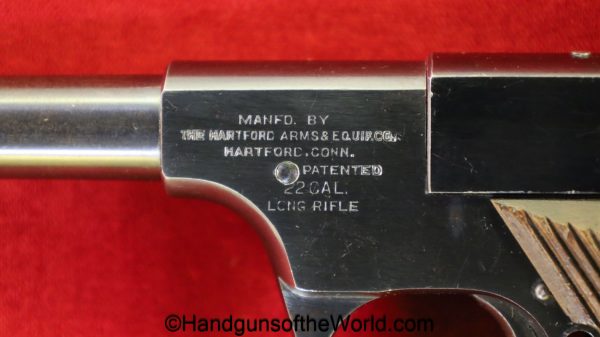 MANFD. BY
THE HARTFORD ARMS & EQUIP. CO.
HARTFORD, CONN.
PATENTED
22 CAL.
LONG RIFLE
©HandgunsoftheWorld.com